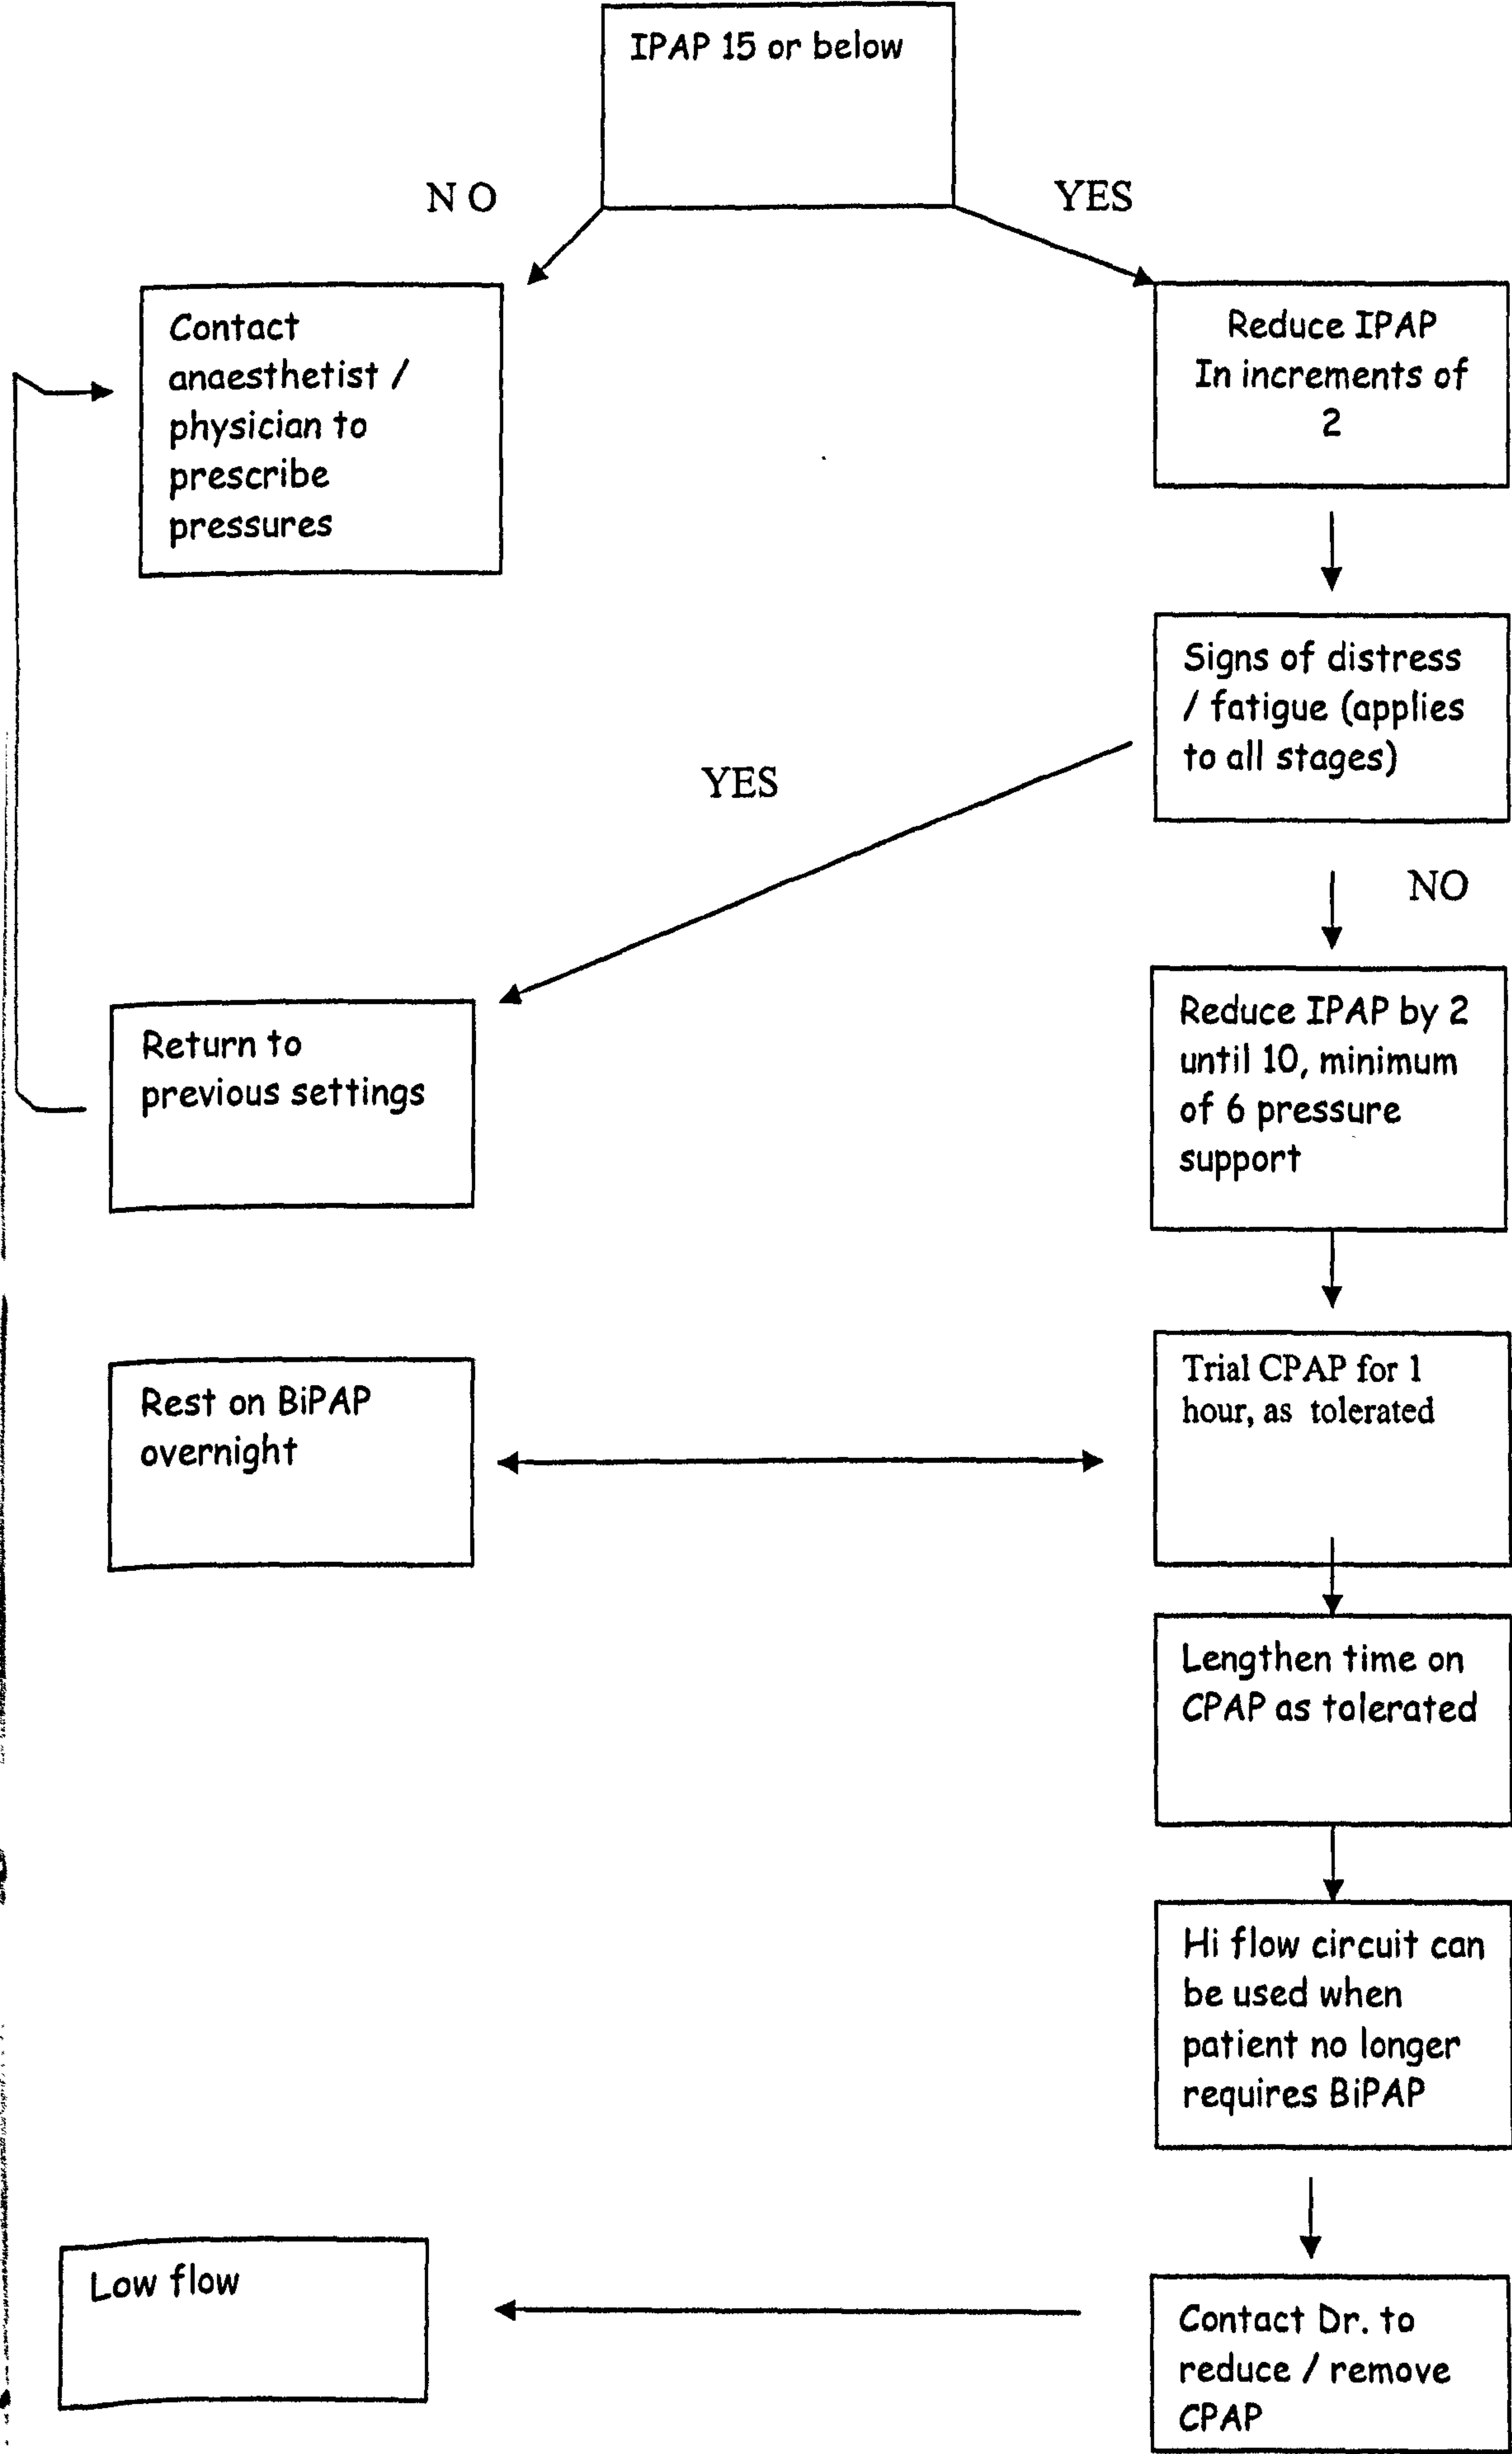 IPAP 15 or below
N O
YES
Contact
anaesthetist /
physician to
prescribe
pressures
Reduce IPAP
In increments of
2
Signs of distress
/ fatigue (applies
to all stages)
YES
NO
Return to
previous settings
Reduce IPAP by 2
until 10, minimum
of 6 pressure
support
Rest on BiPAP
overnight
Trial CPAP for 1
hour, as tolerated
Lengthen time on
CPAP as tolerated
Hi flow circuit can
be used when
patient no longer
requires BiPAP
Low flow
Contact Dr. to
reduce / remove
CPAP